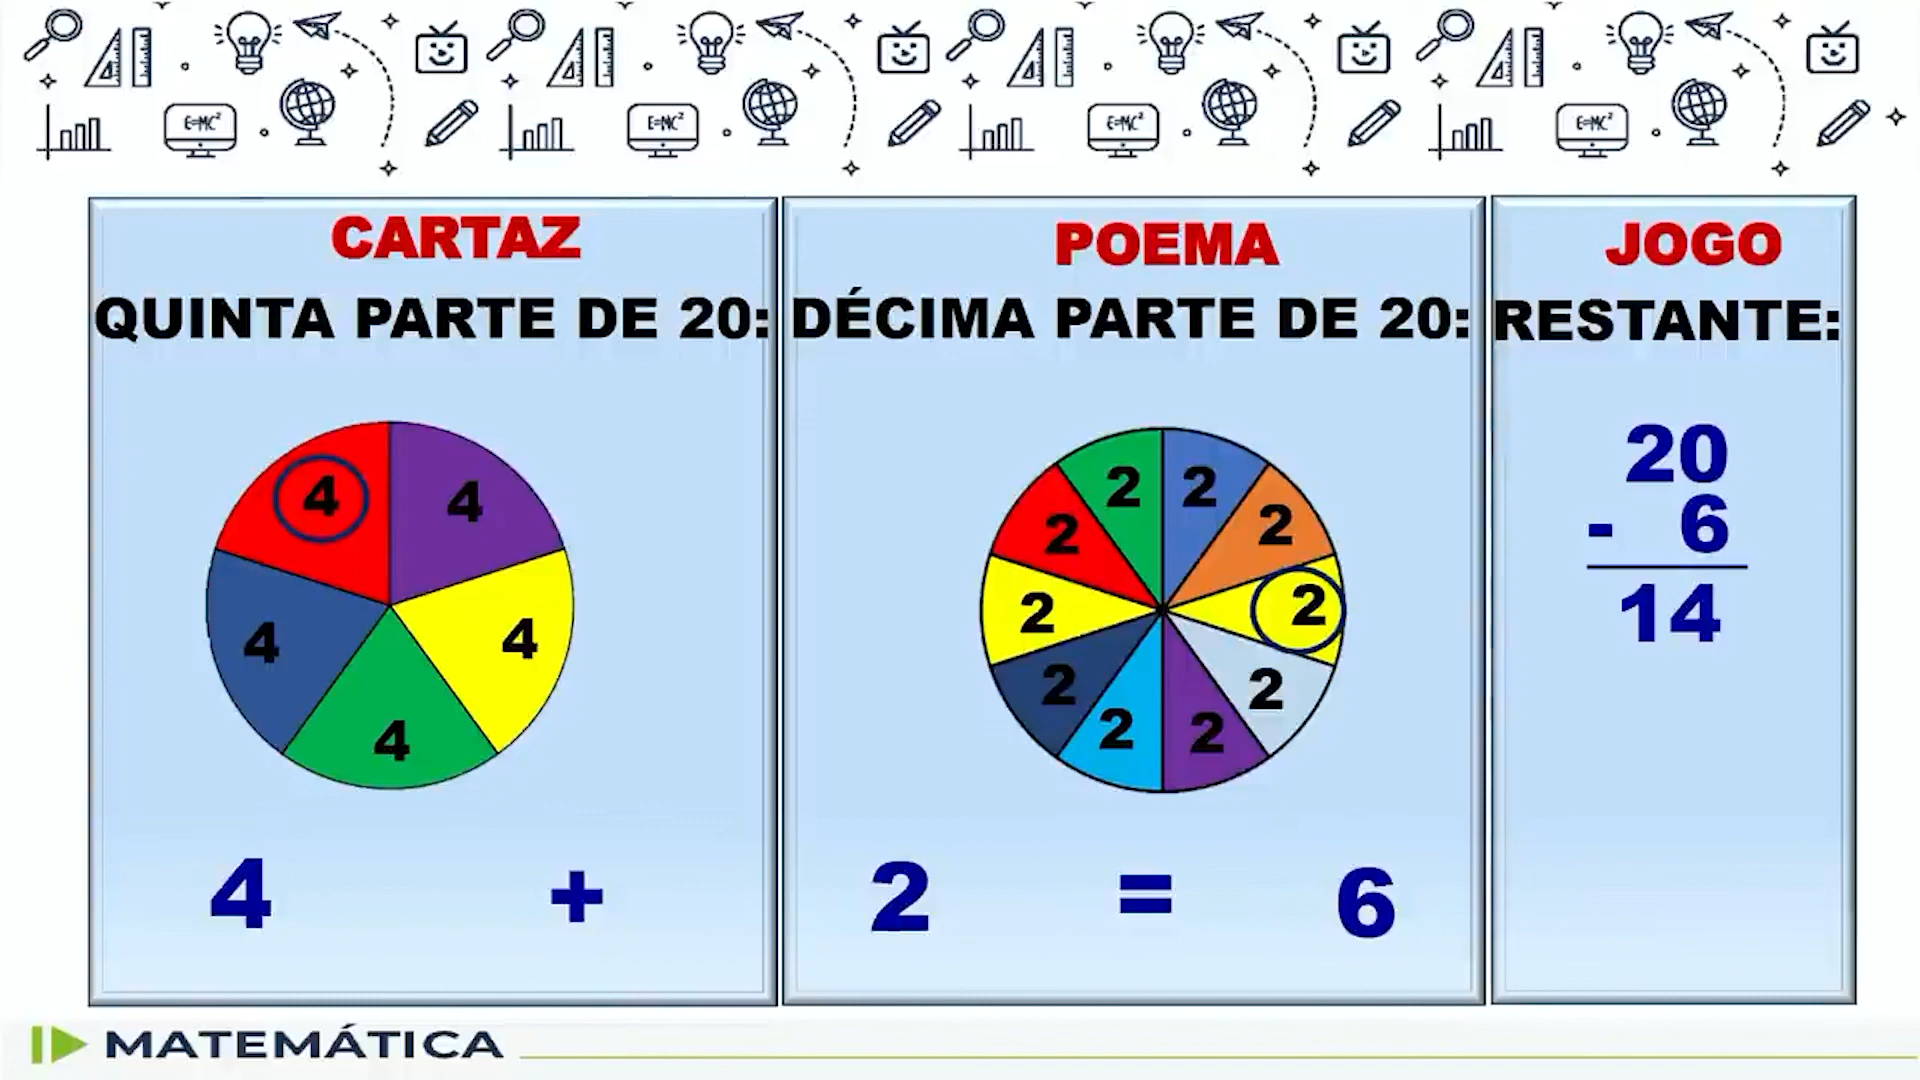 E=MC²
E=MC²
E=MC²
E=MC²
CARTAZ
QUINTA PARTE DE 20:
4
4
4
4
4
4 +
POEMA
DÉCIMA PARTE DE 20:
2
2
2
2
2
2
2
2
2
2
2 = 6
JOGO
RESTANTE:
20
- 6
14
MATEMÁTICA